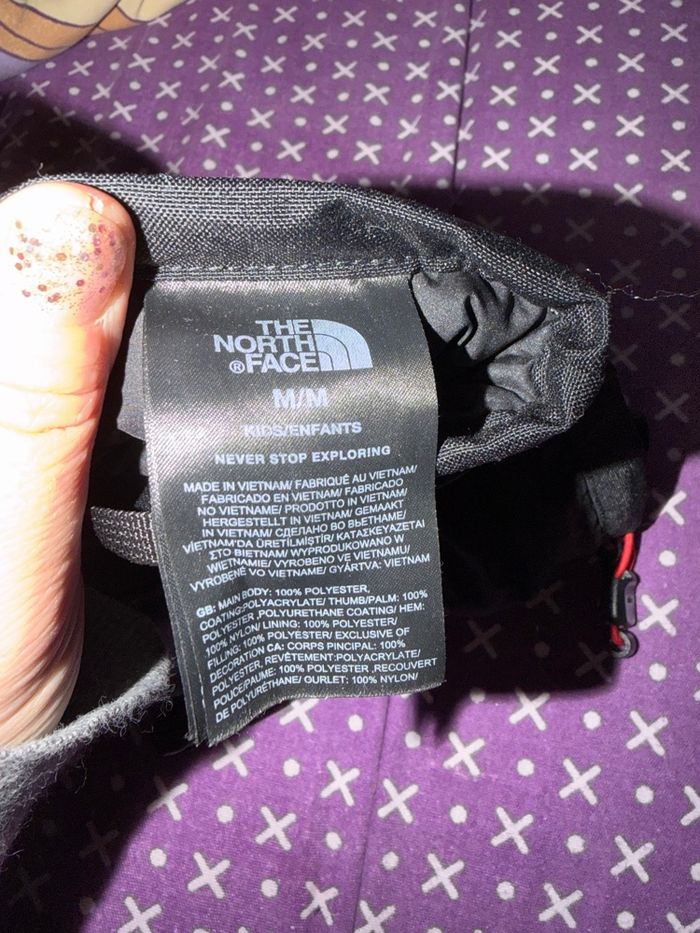 THE
NORTH
®FACE
M/M
KIDS/ENFANTS
NEVER STOP EXPLORING
MADE IN VIETNAM/ FABRIQUÉ AU VIETNAM/
FABRICADO EN VIETNAM/ FABRICADO
NO VIETNAME/ PRODOTTO IN VIETNAM/
HERGESTELLT IN VIETNAM/ GEMAAKT
IN VIETNAM/ СДЕЛАНО ВО ВЬЕТНАМЕ/
VIETNAM'DA ÜRETİLMİŞTİR/ ΚΑΤΑΣΚΕΥΑΖΕΤΑΙ
ΣΤΟ ΒΙΕΤΝΑΜ/ WYPRODUKOWANO W
WIETNAMIE/ VYROBENO VE VIETNAMU/
VYROBENÉ VO VIETNAME/ GYÁRTVA: VIETNAM
GB: MAIN BODY: 100% POLYESTER,
COATING:POLYACRYLATE/ THUMB/PALM: 100%
POLYESTER ,POLYURETHANE COATING/ HEM:
100% NYLON/ LINING: 100% POLYESTER/
FILLING: 100% POLYESTER/ EXCLUSIVE OF
DECORATION CA: CORPS PINCIPAL: 100%
POLYESTER, REVÊTEMENT:POLYACRYLATE/
POUCE/PAUME: 100% POLYESTER ,RECOUVERT
DE POLYURETHANE/ OURLET: 100% NYLON/